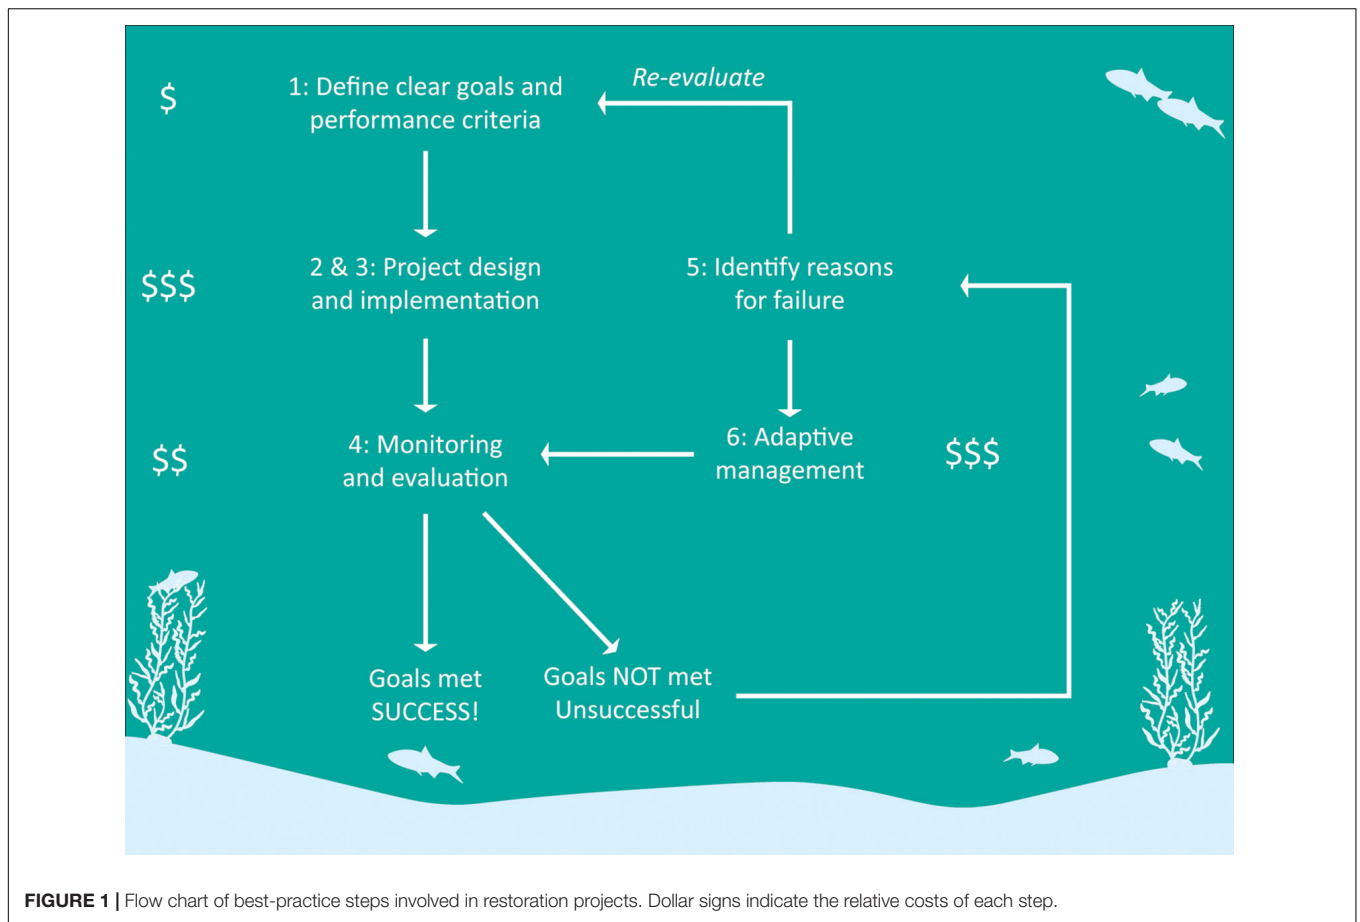 $
1: Define clear goals and
performance criteria
Re-evaluate
$$$
2 & 3: Project design
and implementation
5: Identify reasons
for failure
$$
4: Monitoring
and evaluation
6: Adaptive
management
$$$
Goals met
SUCCESS!
Goals NOT met
Unsuccessful
FIGURE 1 | Flow chart of best-practice steps involved in restoration projects. Dollar signs indicate the relative costs of each step.